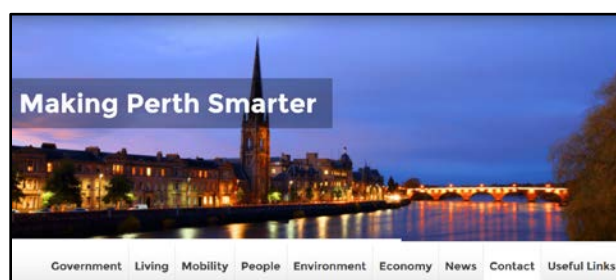 Making Perth Smarter
Government Living Mobility People Environment Economy News Contact Useful Links